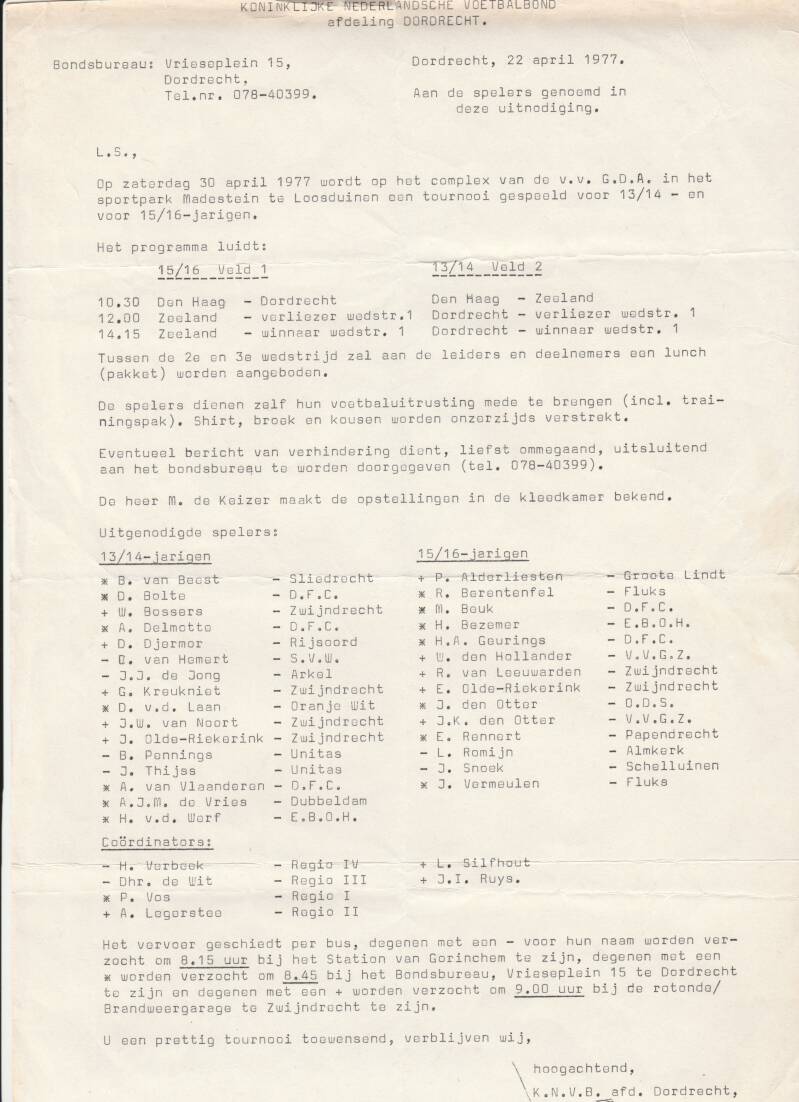 KONINKLIJKE NEDERLANDSCHE VOETBALBOND
afdeling DORDRECHT.
Bondsbureau: Vrieseplein 15,
Dordrecht,
Tel.nr. 078-40399.
Dordrecht, 22 april 1977.
Aan de spelers genoemd in
deze uitnodiging.
L.S.,
Op zaterdag 30 april 1977 wordt op het complex van de v.v. G.D.A. in het
sportpark Madestein te Loosduinen een tournooi gespeeld voor 13/14 - en
voor 15/16-jarigen.
Het programma luidt:
15/16 Veld 1 13/14 Veld 2
10.30 Den Haag - Dordrecht Den Haag - Zeeland
12.00 Zeeland - verliezer wedstr.1 Dordrecht - verliezer wedstr. 1
14.15 Zeeland - winnaar wedstr. 1 Dordrecht - winnaar wedstr. 1
Tussen de 2e en 3e wedstrijd zal aan de leiders en deelnemers een lunch
(pakket) worden aangeboden.
De spelers dienen zelf hun voetbaluitrusting mede te brengen (incl. trai-
ningspak). Shirt, broek en kousen worden onzerzijds verstrekt.
Eventueel bericht van verhindering dient, liefst ommegaand, uitsluitend
aan het bondsbureau te worden doorgegeven (tel. 078-40399).
De heer M. de Keizer maakt de opstellingen in de kleedkamer bekend.
Uitgenodigde spelers:
13/14-jarigen 15/16-jarigen
* B. van Beest - Sliedrecht + P. Alderliesten - Groote Lindt
* D. Bolte - D.F.C. * R. Berentenfel - Fluks
+ W. Bossers - Zwijndrecht * M. Beuk - D.F.C.
* A. Delmotte - D.F.C. * H. Bezemer - E.B.O.H.
+ D. Djermor - Rijsoord * H.A. Geurings - D.F.C.
- C. van Hemert - S.V.W. + W. den Hollander - V.V.G.Z.
- J.J. de Jong - Arkel + R. van Leeuwarden - Zwijndrecht
+ G. Kreukniet - Zwijndrecht + E. Olde-Riekerink - Zwijndrecht
* D. v.d. Laan - Oranje Wit * J. den Otter - O.D.S.
+ J.W. van Noort - Zwijndrecht + J.K. den Otter - V.V.G.Z.
+ J. Olde-Riekerink - Zwijndrecht * E. Rennert - Papendrecht
- B. Pennings - Unitas - L. Romijn - Almkerk
- J. Thijss - Unitas - J. Snoek - Schelluinen
* A. van Vlaanderen - D.F.C. * J. Vermeulen - Fluks
* A.J.M. de Vries - Dubbeldam
* H. v.d. Werf - E.B.O.H.
Coördinators:
- H. Verbeek - Regio IV + L. Silfhout
- Dhr. de Wit - Regio III + J.I. Ruys.
* P. Vos - Regio I
+ A. Legerstee - Regio II
Het vervoer geschiedt per bus, degenen met een - voor hun naam worden ver-
zocht om 8.15 uur bij het Station van Gorinchem te zijn, degenen met een
* worden verzocht om 8.45 bij het Bondsbureau, Vrieseplein 15 te Dordrecht
te zijn en degenen met een + worden verzocht om 9.00 uur bij de rotonde/
Brandweergarage te Zwijndrecht te zijn.
U een prettig tournooi toewensend, verblijven wij,
hoogachtend,
K.N.V.B. afd. Dordrecht,